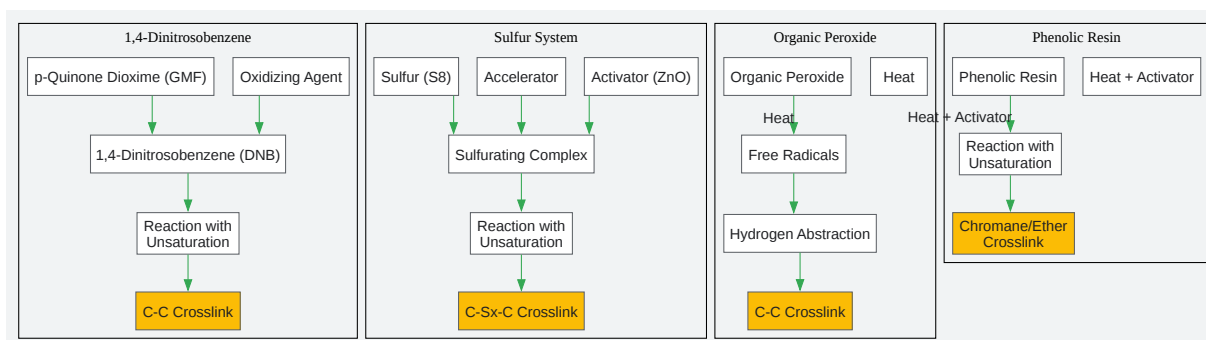 1,4-Dinitrosobenzene
p-Quinone Dioxime (GMF)
Oxidizing Agent
1,4-Dinitrosobenzene (DNB)
Reaction with
Unsaturation
C-C Crosslink
Sulfur System
Sulfur (S8)
Accelerator
Activator (ZnO)
Sulfurating Complex
Reaction with
Unsaturation
C-Sx-C Crosslink
Organic Peroxide
Organic Peroxide
Heat
Heat
Free Radicals
Hydrogen Abstraction
C-C Crosslink
Phenolic Resin
Phenolic Resin
Heat + Activator
Heat + Activator
Reaction with
Unsaturation
Chromane/Ether
Crosslink